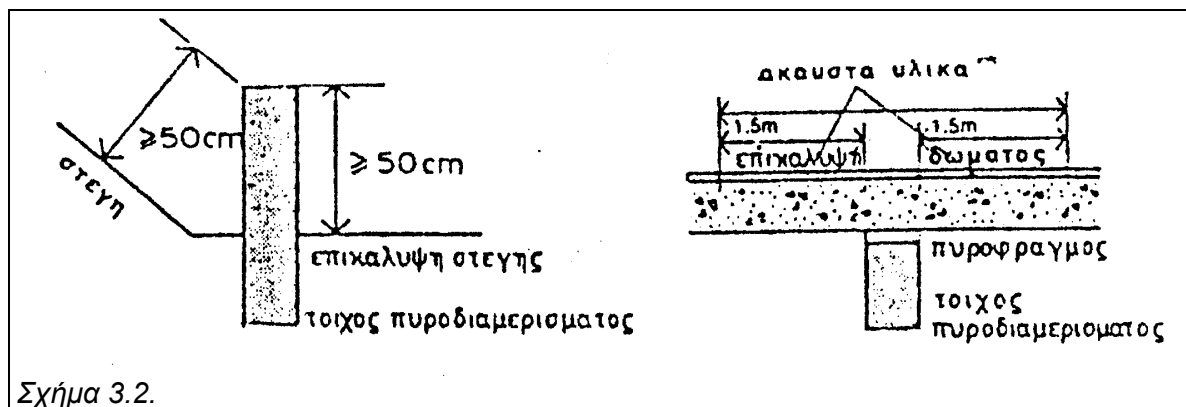 ≥50cm
στεγη
≥50cm
επικαλυψη στεγης
τοιχος πυροδιαμερισματος
ακαυστα υλικα
1.5m
1.5m
επικαλυψη δωματος
πυροφραγμος
τοιχος
πυροδιαμερισματος
Σχήμα 3.2.